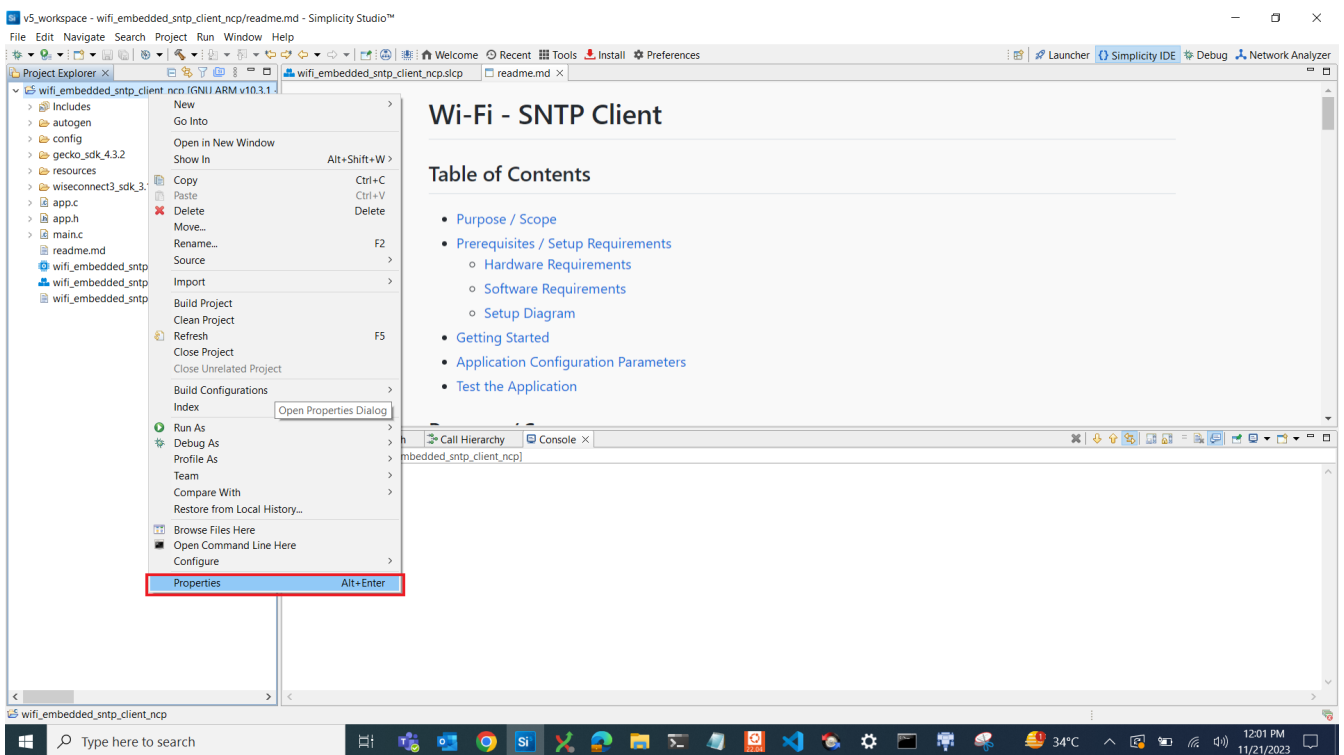 v5_workspace - wifi_embedded_sntp_client_ncp/readme.md - Simplicity Studio™
File Edit Navigate Search Project Run Window Help
Welcome Recent Tools Install Preferences Launcher {} Simplicity IDE Debug Network Analyzer
Project Explorer
wifi_embedded_sntp_client_ncp.slcp readme.md
wifi_embedded_sntp_client_ncp [GNU ARM v10.3.1 -
Includes
autogen
config
gecko_sdk_4.3.2
resources
wiseconnect3_sdk_3.
app.c
app.h
main.c
readme.md
wifi_embedded_sntp
wifi_embedded_sntp
wifi_embedded_sntp
New
Go Into
Open in New Window
Show In Alt+Shift+W
Copy Ctrl+C
Paste Ctrl+V
Delete Delete
Move...
Rename... F2
Source
Import
Build Project
Clean Project
Refresh F5
Close Project
Close Unrelated Project
Build Configurations
Index
Open Properties Dialog
Run As
Debug As
Profile As
Team
Compare With
Restore from Local History...
Browse Files Here
Open Command Line Here
Configure
Properties Alt+Enter
Wi-Fi - SNTP Client
Table of Contents
• Purpose / Scope
• Prerequisites / Setup Requirements
Hardware Requirements
Software Requirements
Setup Diagram
• Getting Started
• Application Configuration Parameters
• Test the Application
h Call Hierarchy Console
mbedded_sntp_client_ncp]
wifi_embedded_sntp_client_ncp
Type here to search
Si
22.04
34°C
12:01 PM
11/21/2023